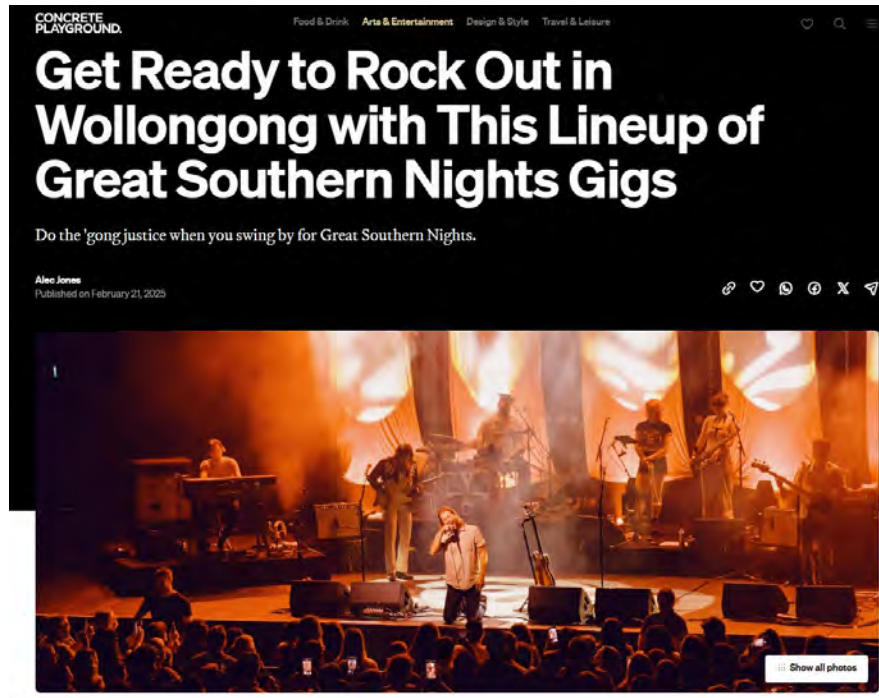 CONCRETE
PLAYGROUND.
Food & Drink Arts & Entertainment Design & Style Travel & Leisure
Get Ready to Rock Out in
Wollongong with This Lineup of
Great Southern Nights Gigs
Do the 'gong justice when you swing by for Great Southern Nights.
Alec Jones
Published on February 21, 2025
Show all photos